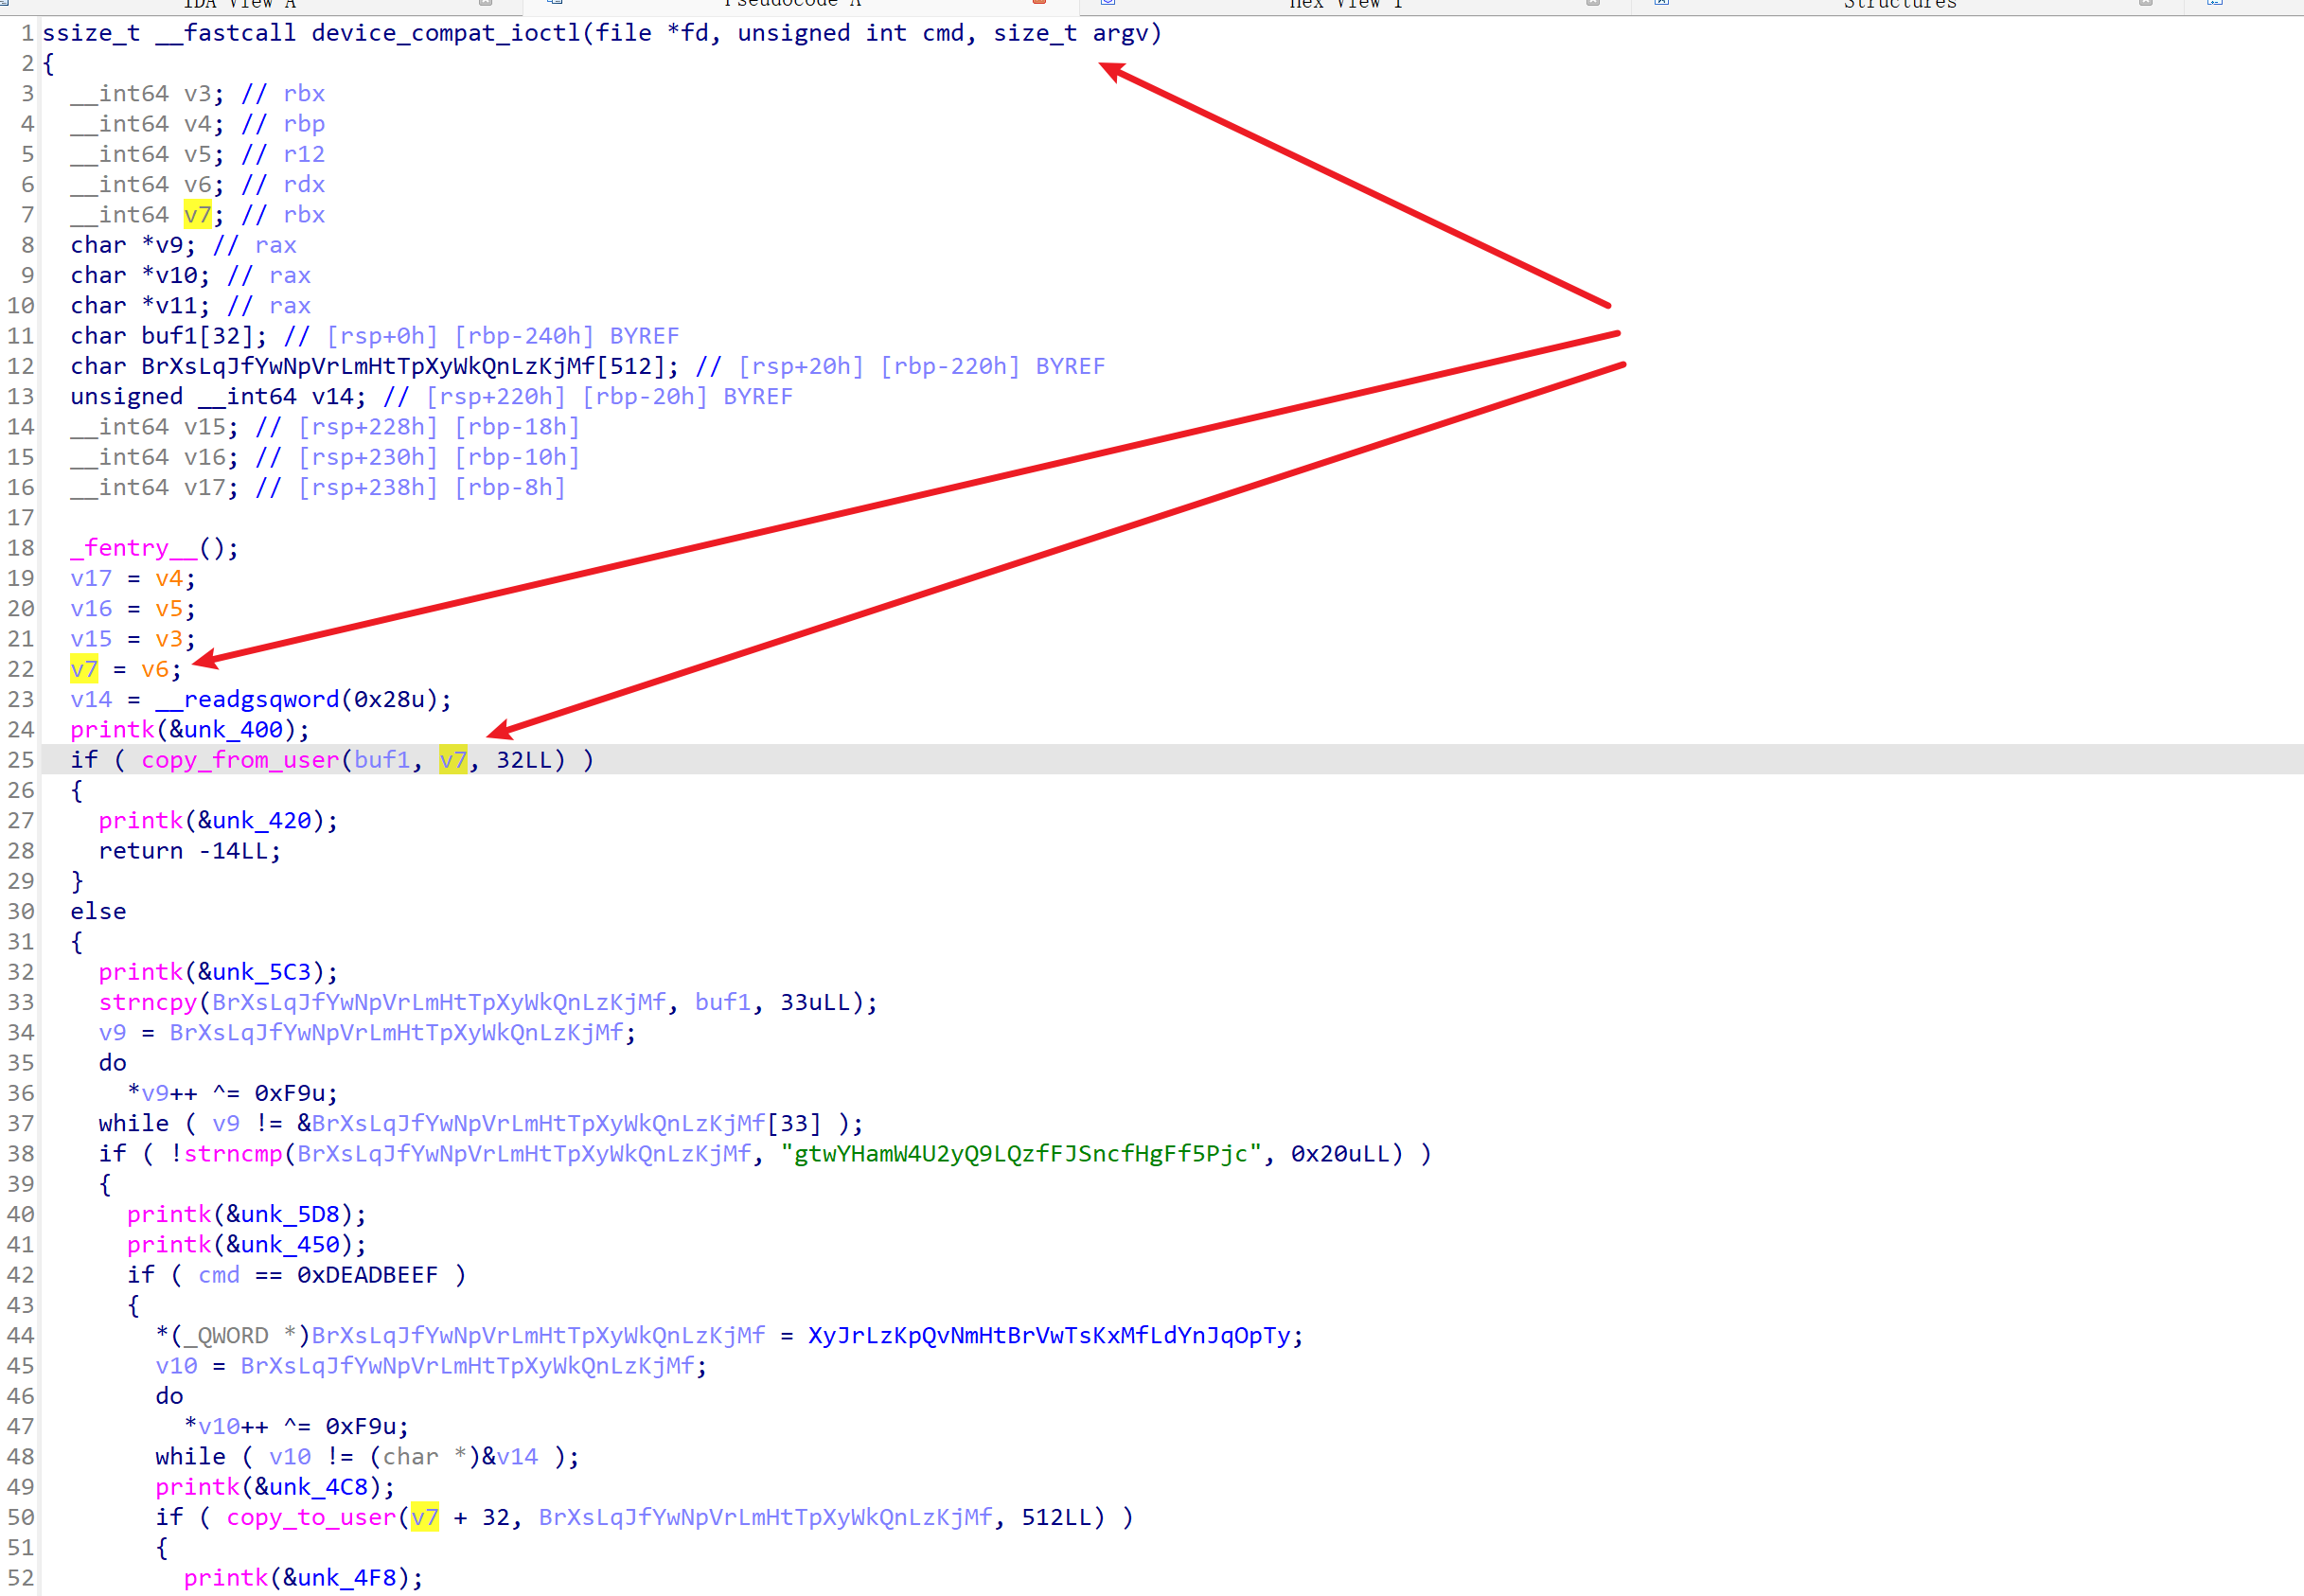 IDA View A Pseudocode A Hex View 1 Structures
1 ssize_t __fastcall device_compat_ioctl(file *fd, unsigned int cmd, size_t argv)
2 {
3   __int64 v3; // rbx
4   __int64 v4; // rbp
5   __int64 v5; // r12
6   __int64 v6; // rdx
7   __int64 v7; // rbx
8   char *v9; // rax
9   char *v10; // rax
10   char *v11; // rax
11   char buf1[32]; // [rsp+0h] [rbp-240h] BYREF
12   char BrXsLqJfYwNpVrLmHtTpXyWkQnLzKjMf[512]; // [rsp+20h] [rbp-220h] BYREF
13   unsigned __int64 v14; // [rsp+220h] [rbp-20h] BYREF
14   __int64 v15; // [rsp+228h] [rbp-18h]
15   __int64 v16; // [rsp+230h] [rbp-10h]
16   __int64 v17; // [rsp+238h] [rbp-8h]
17
18   _fentry__();
19   v17 = v4;
20   v16 = v5;
21   v15 = v3;
22   v7 = v6;
23   v14 = __readgsqword(0x28u);
24   printk(&unk_400);
25   if ( copy_from_user(buf1, v7, 32LL) )
26   {
27     printk(&unk_420);
28     return -14LL;
29   }
30   else
31   {
32     printk(&unk_5C3);
33     strncpy(BrXsLqJfYwNpVrLmHtTpXyWkQnLzKjMf, buf1, 33uLL);
34     v9 = BrXsLqJfYwNpVrLmHtTpXyWkQnLzKjMf;
35     do
36       *v9++ ^= 0xF9u;
37     while ( v9 != &BrXsLqJfYwNpVrLmHtTpXyWkQnLzKjMf[33] );
38     if ( !strncmp(BrXsLqJfYwNpVrLmHtTpXyWkQnLzKjMf, "gtwYHamW4U2yQ9LQzfFJSncfHgFf5Pjc", 0x20uLL) )
39     {
40       printk(&unk_5D8);
41       printk(&unk_450);
42       if ( cmd == 0xDEADBEEF )
43       {
44         *(_QWORD *)BrXsLqJfYwNpVrLmHtTpXyWkQnLzKjMf = XyJrLzKpQvNmHtBrVwTsKxMfLdYnJqOpTy;
45         v10 = BrXsLqJfYwNpVrLmHtTpXyWkQnLzKjMf;
46         do
47           *v10++ ^= 0xF9u;
48         while ( v10 != (char *)&v14 );
49         printk(&unk_4C8);
50         if ( copy_to_user(v7 + 32, BrXsLqJfYwNpVrLmHtTpXyWkQnLzKjMf, 512LL) )
51         {
52           printk(&unk_4F8);